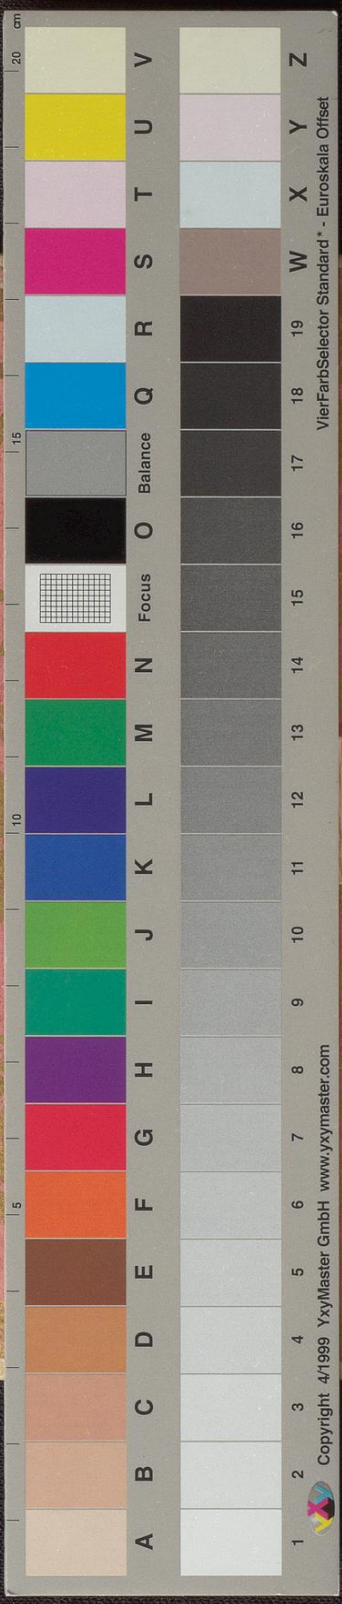 cm
20
15
10
5
V
U
T
S
R
Q
Balance
O
Focus
N
M
L
K
J
I
H
G
F
E
D
C
B
A
Z
Y
X
W
19
18
17
16
15
14
13
12
11
10
9
8
7
6
5
4
3
2
1
VierFarbSelector Standard* - Euroskala Offset
Copyright 4/1999 YxyMaster GmbH www.yxymaster.com
YXY